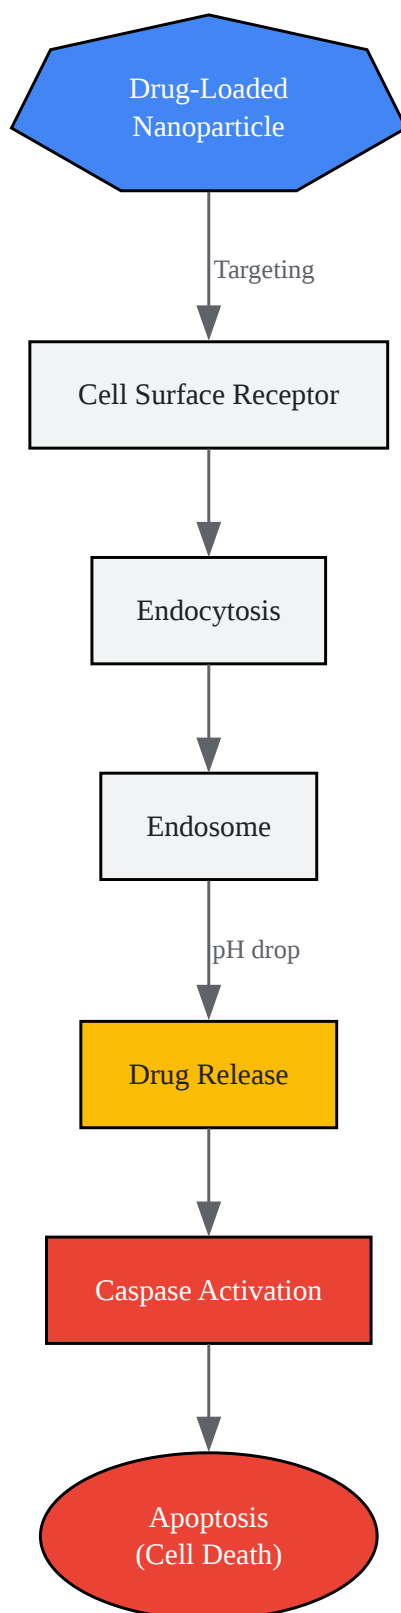 Drug-Loaded
Nanoparticle
Targeting
Cell Surface Receptor
Endocytosis
Endosome
pH drop
Drug Release
Caspase Activation
Apoptosis
(Cell Death)